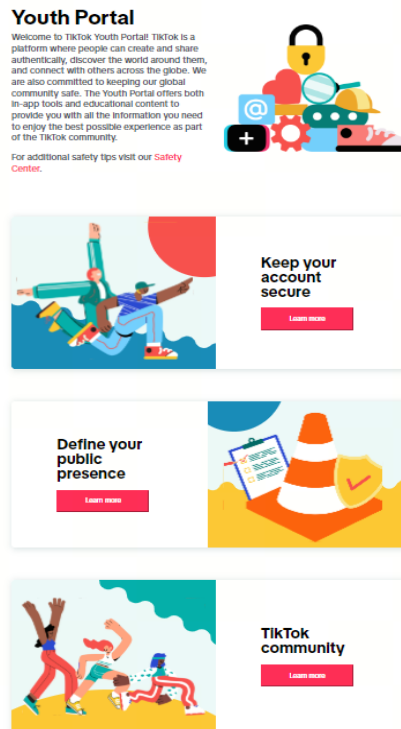 Youth Portal
Welcome to TikTok Youth Portal! TikTok is a
platform where people can create and share
authentically, discover the world around them,
and connect with others across the globe. We
are also committed to keeping our global
community safe. The Youth Portal offers both
in-app tools and educational content to
provide you with all the information you need
to enjoy the best possible experience as part
of the TikTok community.
For additional safety tips visit our Safety
Center.
@
+
Keep your
account
secure
Learn more
Define your
public
presence
Learn more
TikTok
community
Learn more